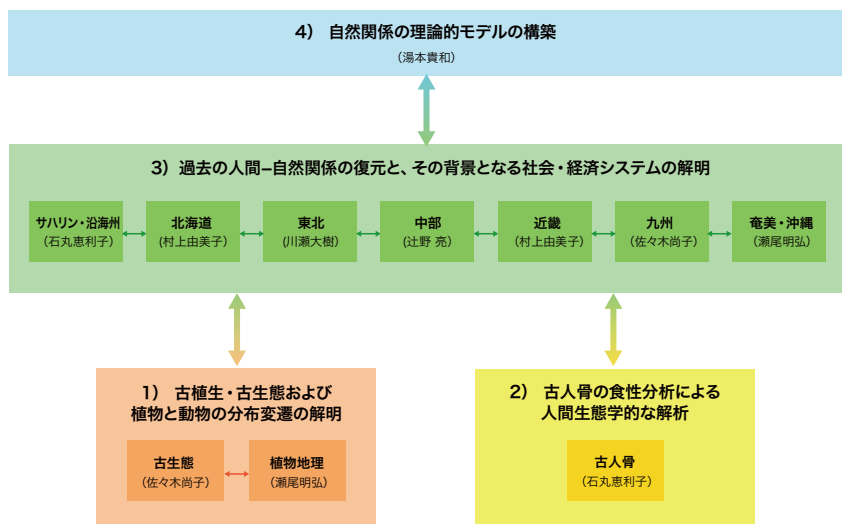 4） 自然関係の理論的モデルの構築
（湯本貴和）
3）過去の人間–自然関係の復元と、その背景となる社会・経済システムの解明
サハリン・沿海州
（石丸恵利子）
北海道
（村上由美子）
東北
（川瀬大樹）
中部
（辻野 亮）
近畿
（村上由美子）
九州
（佐々木尚子）
奄美・沖縄
（瀬尾明弘）
1） 古植生・古生態および
植物と動物の分布変遷の解明
古生態
（佐々木尚子）
植物地理
（瀬尾明弘）
2） 古人骨の食性分析による
人間生態学的な解析
古人骨
（石丸恵利子）